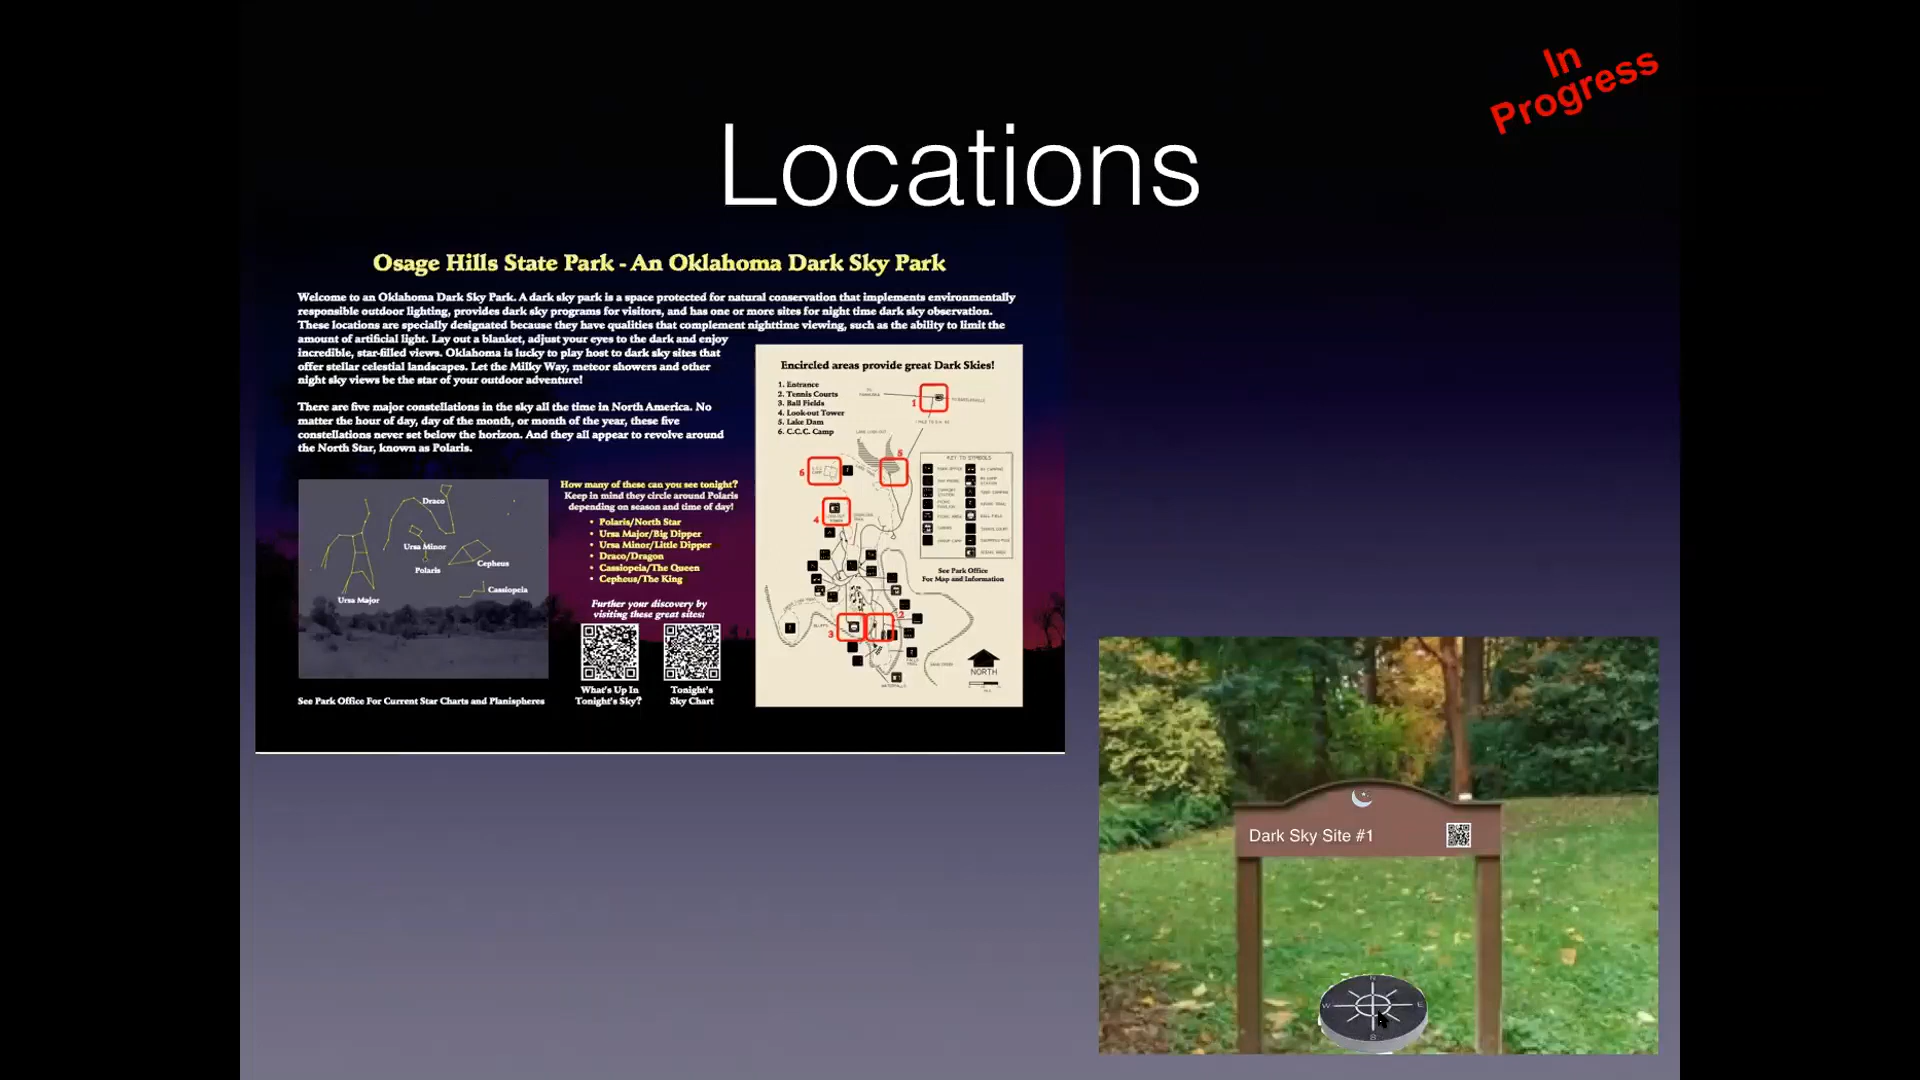 In
Progress
Locations
Osage Hills State Park - An Oklahoma Dark Sky Park
Welcome to an Oklahoma Dark Sky Park. A dark sky park is a space protected for natural conservation that implements environmentally
responsible outdoor lighting, provides dark sky programs for visitors, and has one or more sites for night time dark sky observation.
These locations are specially designated because they have qualities that complement nighttime viewing, such as the ability to limit the
amount of artificial light. Lay out a blanket, adjust your eyes to the dark and enjoy
incredible, star-filled views. Oklahoma is lucky to play host to dark sky sites that
offer stellar celestial landscapes. Let the Milky Way, meteor showers and other
night sky views be the star of your outdoor adventure!
There are five major constellations in the sky all the time in North America. No
matter the hour of day, day of the month, or month of the year, these five
constellations never set below the horizon. And they all appear to revolve around
the North Star, known as Polaris.
Draco
Ursa Minor
Polaris
Cepheus
Cassiopeia
Ursa Major
See Park Office For Current Star Charts and Planispheres
How many of these can you see tonight?
Keep in mind they circle around Polaris
depending on season and time of day!
• Polaris/North Star
• Ursa Major/Big Dipper
• Ursa Minor/Little Dipper
• Draco/Dragon
• Cassiopeia/The Queen
• Cepheus/The King
Further your discovery by
visiting these great sites:
What's Up In
Tonight's Sky?
Tonight's
Sky Chart
Encircled areas provide great Dark Skies!
1. Entrance
2. Tennis Courts
3. Ball Fields
4. Look-out Tower
5. Lake Dam
6. C.C.C. Camp
1
5
6
4
KEY TO SYMBOLS
See Park Office
For Map and Information
2
3
NORTH
Dark Sky Site #1
N
W
E
S